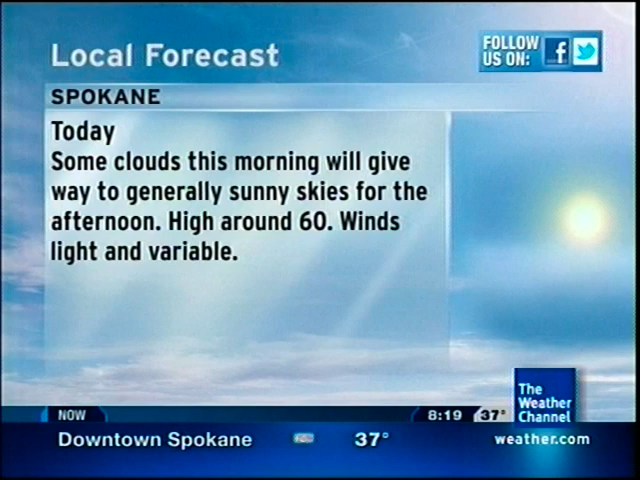 Local Forecast
FOLLOW
US ON:
SPOKANE
Today
Some clouds this morning will give
way to generally sunny skies for the
afternoon. High around 60. Winds
light and variable.
The
Weather
Channel
NOW
8:19 37°
Downtown Spokane 37°
weather.com